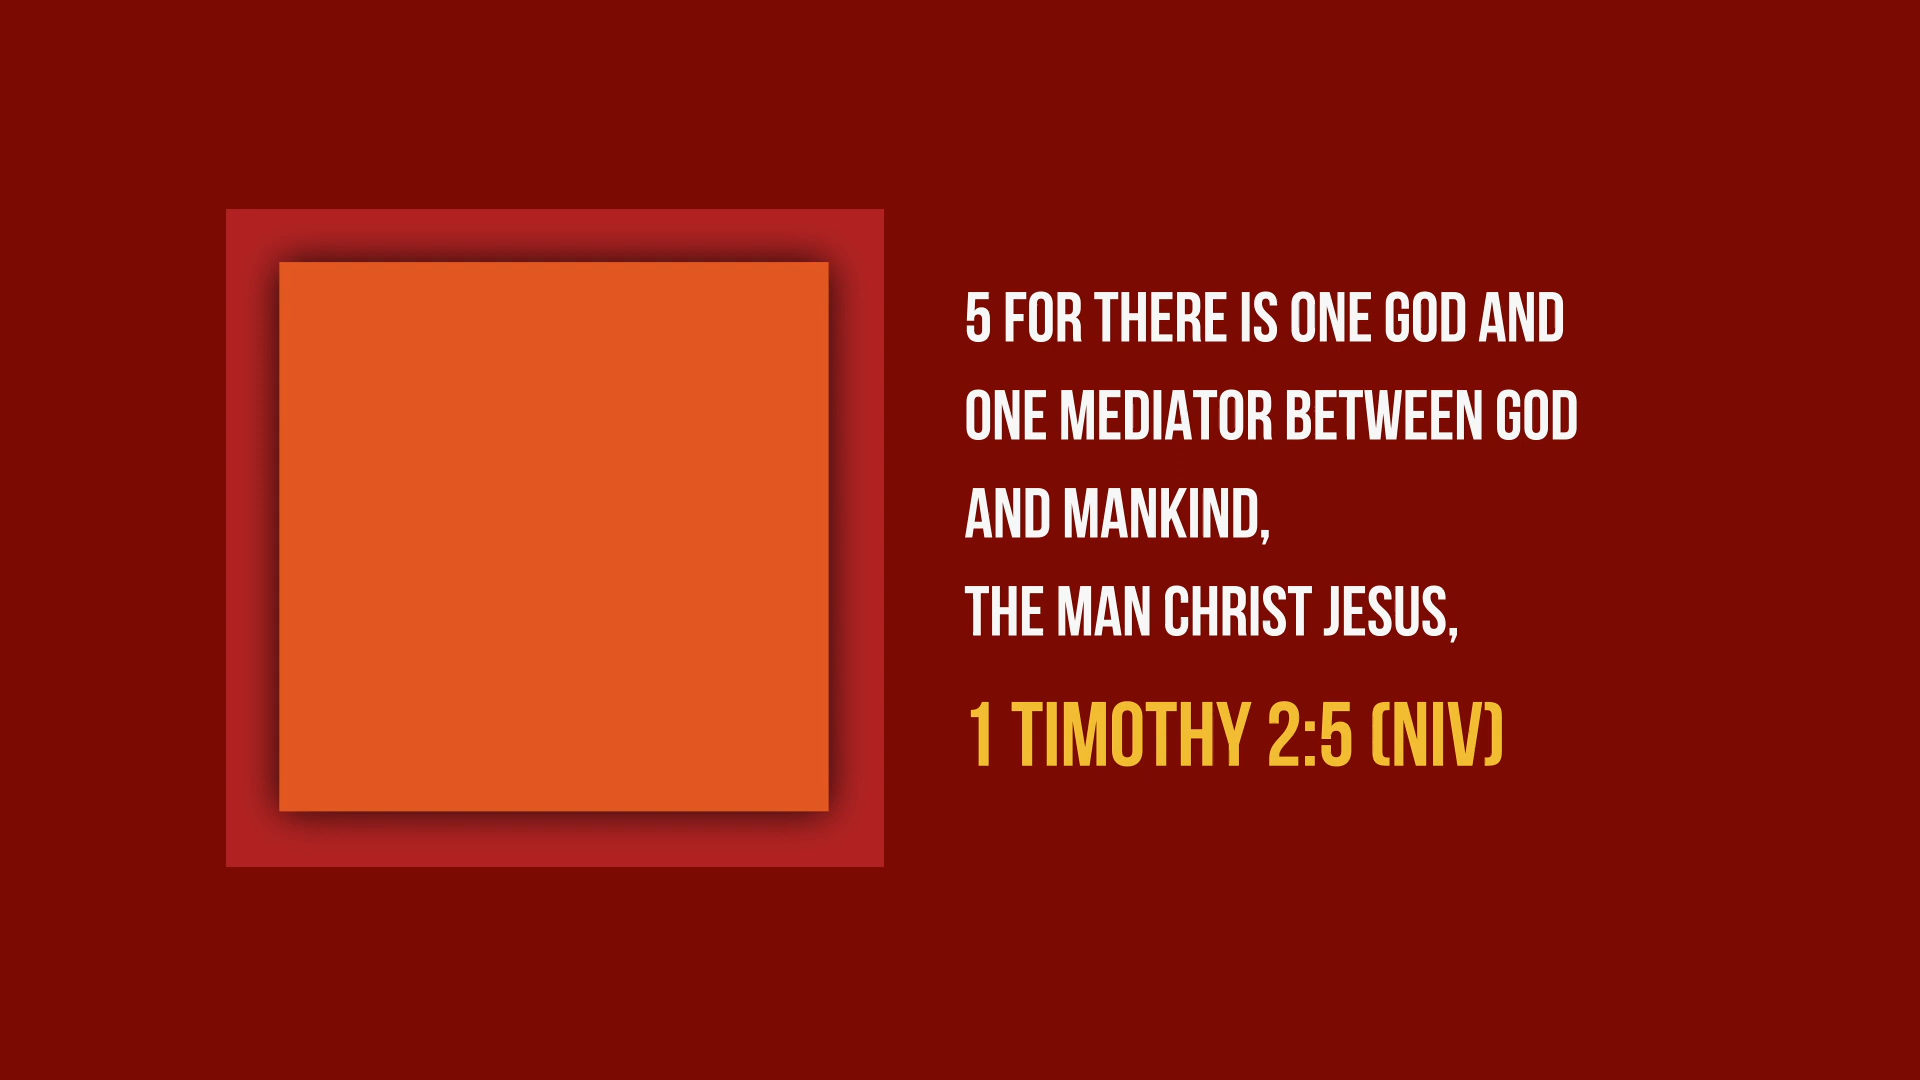 5 FOR THERE IS ONE GOD AND
ONE MEDIATOR BETWEEN GOD
AND MANKIND,
THE MAN CHRIST JESUS,
1 TIMOTHY 2:5 (NIV)